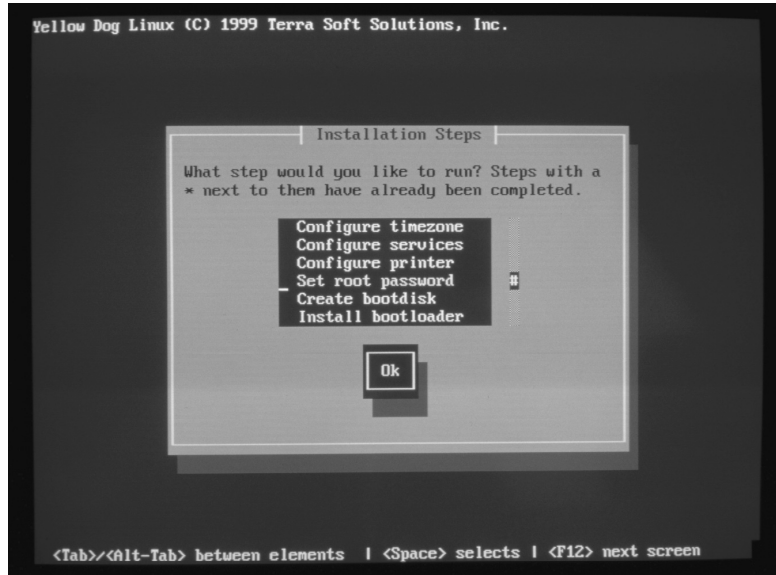 Yellow Dog Linux (C) 1999 Terra Soft Solutions, Inc.
Installation Steps
What step would you like to run? Steps with a
* next to them have already been completed.
Configure timezone
Configure services
Configure printer
Set root password
#
Create bootdisk
Install bootloader
Ok
<Tab>/<Alt-Tab> between elements | <Space> selects | <F12> next screen